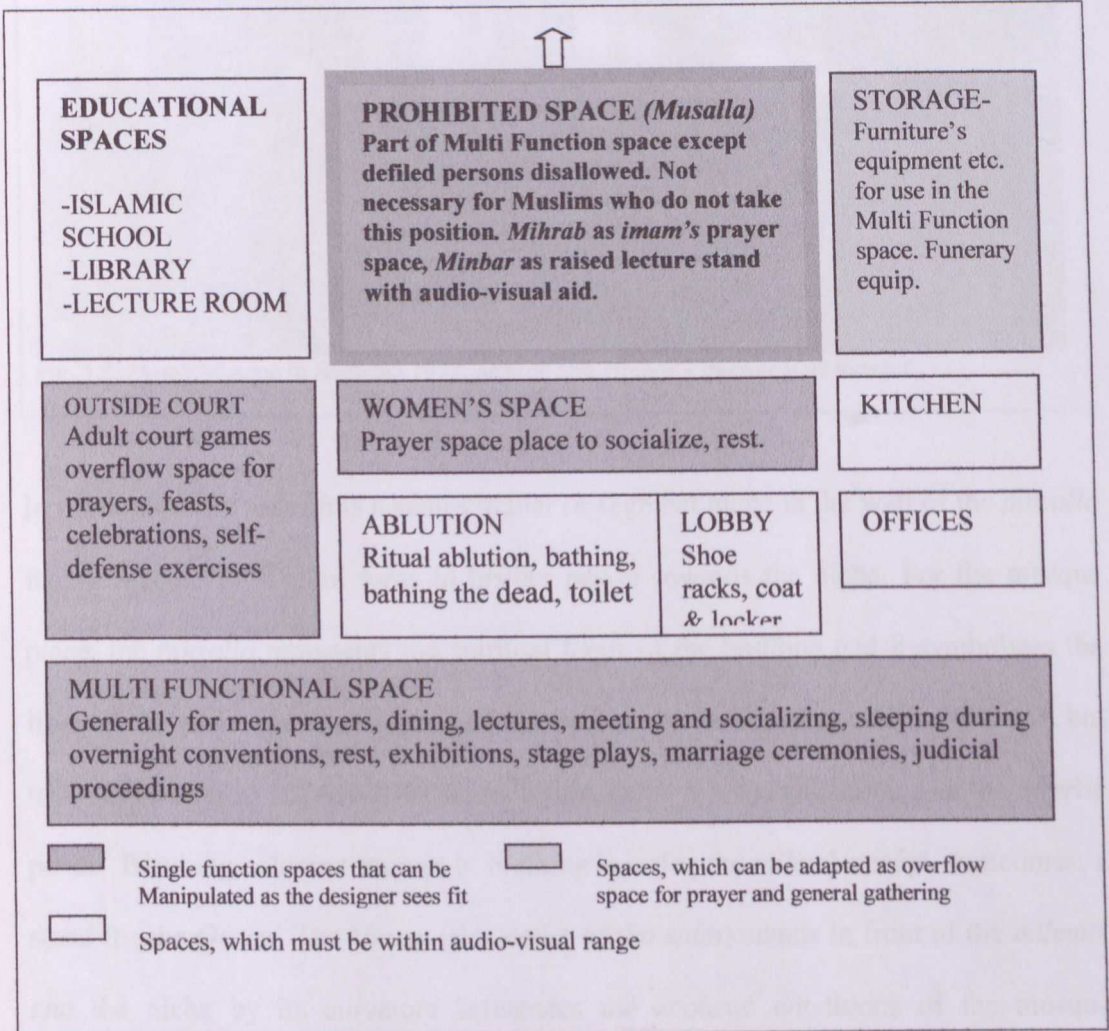 EDUCATIONAL
SPACES
-ISLAMIC
SCHOOL
-LIBRARY
-LECTURE ROOM
PROHIBITED SPACE (Musalla)
Part of Multi Function space except
defiled persons disallowed. Not
necessary for Muslims who do not take
this position. Mihrab as imam's prayer
space, Minbar as raised lecture stand
with audio-visual aid.
STORAGE-
Furniture's
equipment etc.
for use in the
Multi Function
space. Funerary
equip.
OUTSIDE COURT
Adult court games
overflow space for
prayers, feasts,
celebrations, self-
defense exercises
WOMEN'S SPACE
Prayer space place to socialize, rest.
KITCHEN
ABLUTION
Ritual ablution, bathing,
bathing the dead, toilet
LOBBY
Shoe
racks, coat
& locker
OFFICES
MULTI FUNCTIONAL SPACE
Generally for men, prayers, dining, lectures, meeting and socializing, sleeping during
overnight conventions, rest, exhibitions, stage plays, marriage ceremonies, judicial
proceedings
Single function spaces that can be
Manipulated as the designer sees fit
Spaces, which can be adapted as overflow
space for prayer and general gathering
Spaces, which must be within audio-visual range